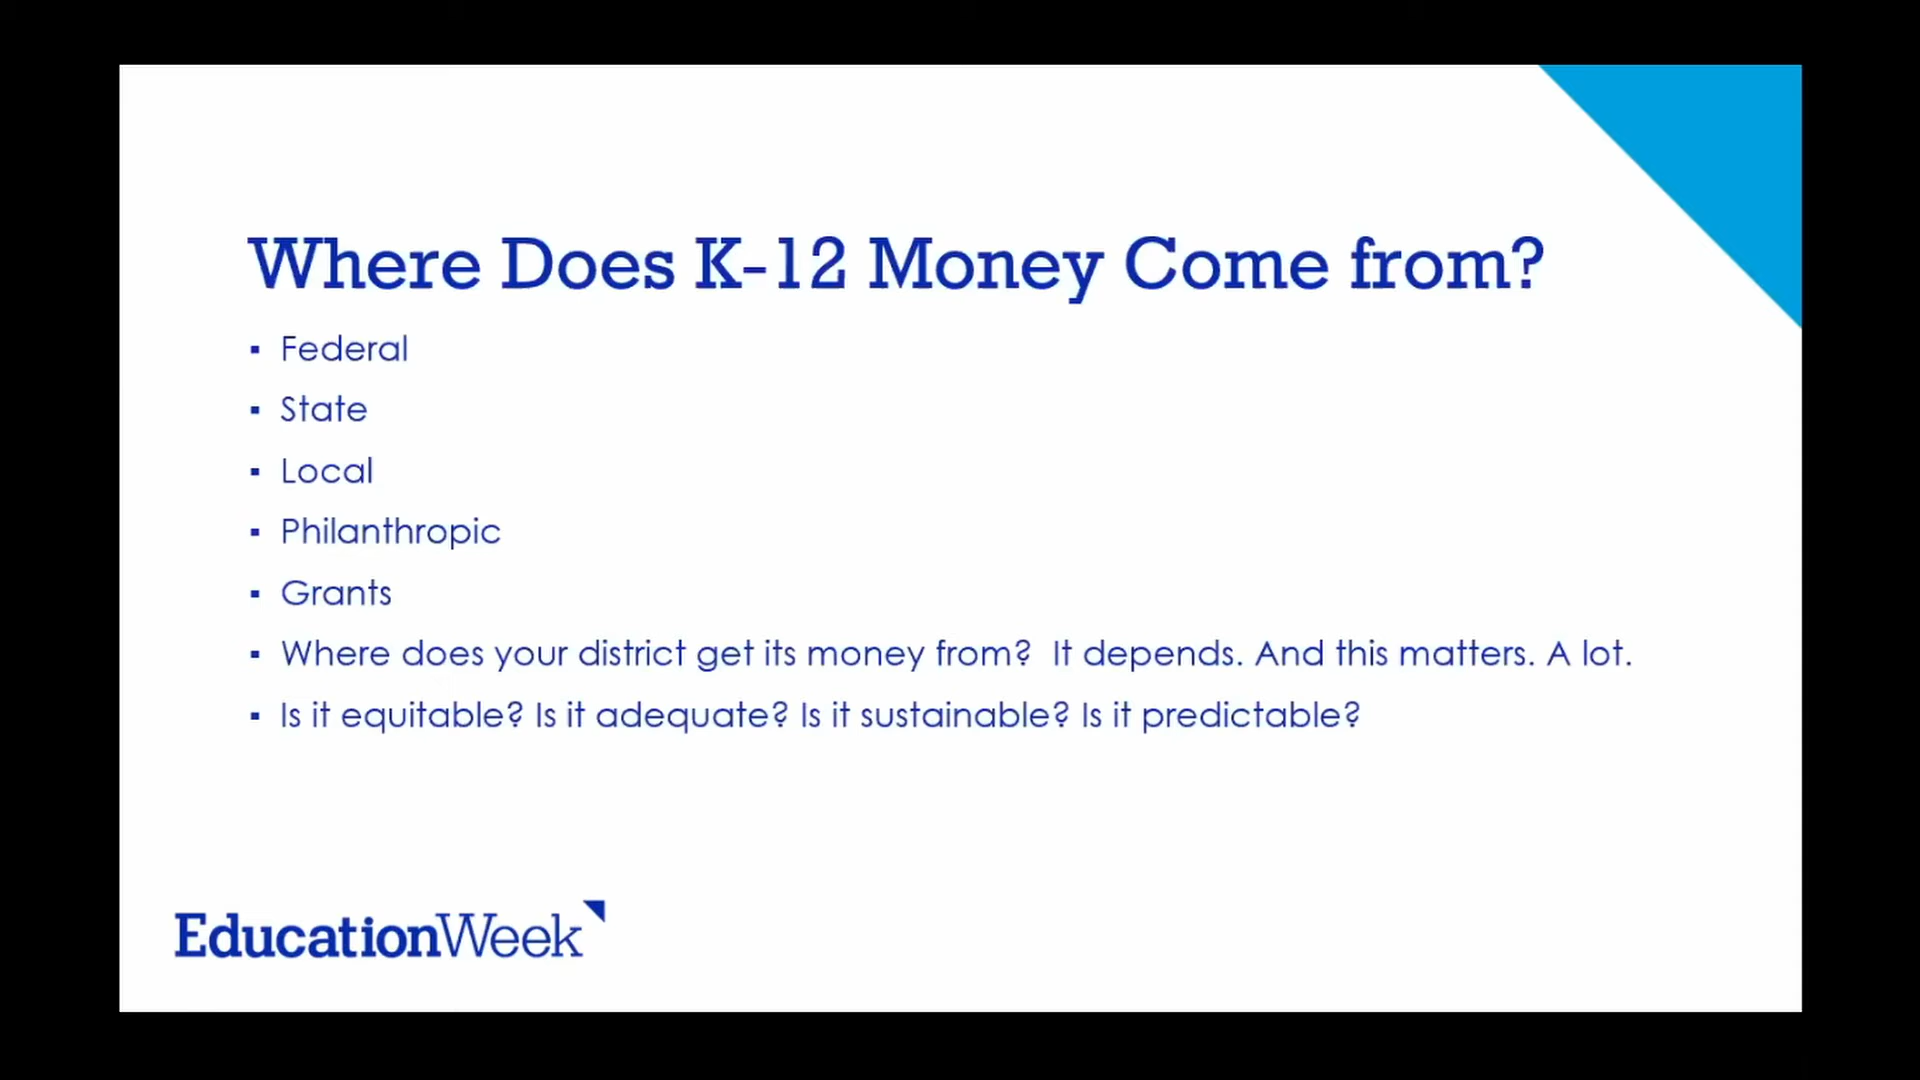 Where Does K-12 Money Come from?
▪ Federal
▪ State
▪ Local
▪ Philanthropic
▪ Grants
▪ Where does your district get its money from?  It depends. And this matters. A lot.
▪ Is it equitable? Is it adequate? Is it sustainable? Is it predictable?
EducationWeek